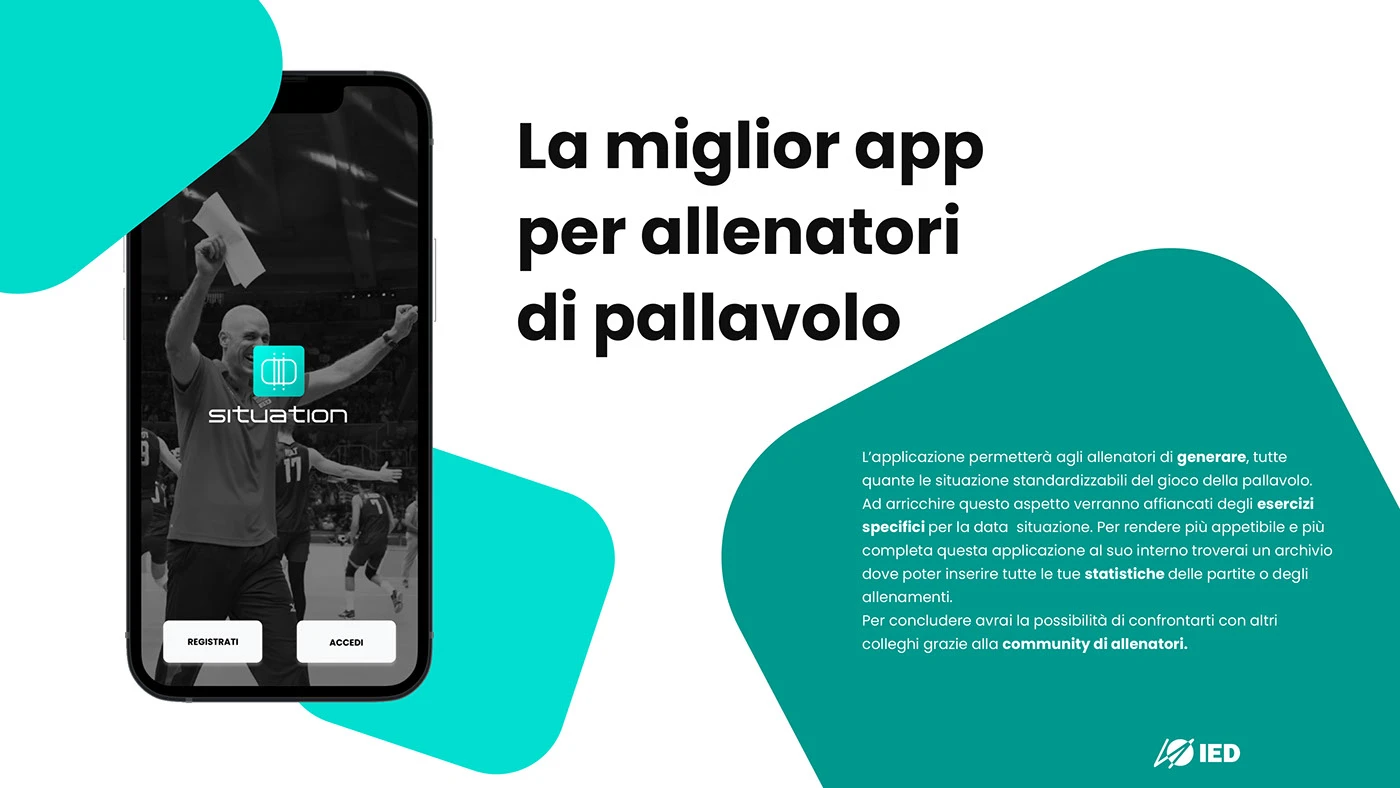 La miglior app
per allenatori
di pallavolo
situation
9
17
7
REGISTRATI
ACCEDI
L’applicazione permetterà agli allenatori di generare, tutte
quante le situazione standardizzabili del gioco della pallavolo.
Ad arricchire questo aspetto verranno affiancati degli esercizi
specifici per la data  situazione. Per rendere più appetibile e più
completa questa applicazione al suo interno troverai un archivio
dove poter inserire tutte le tue statistiche delle partite o degli
allenamenti.
Per concludere avrai la possibilità di confrontarti con altri
colleghi grazie alla community di allenatori.
IED